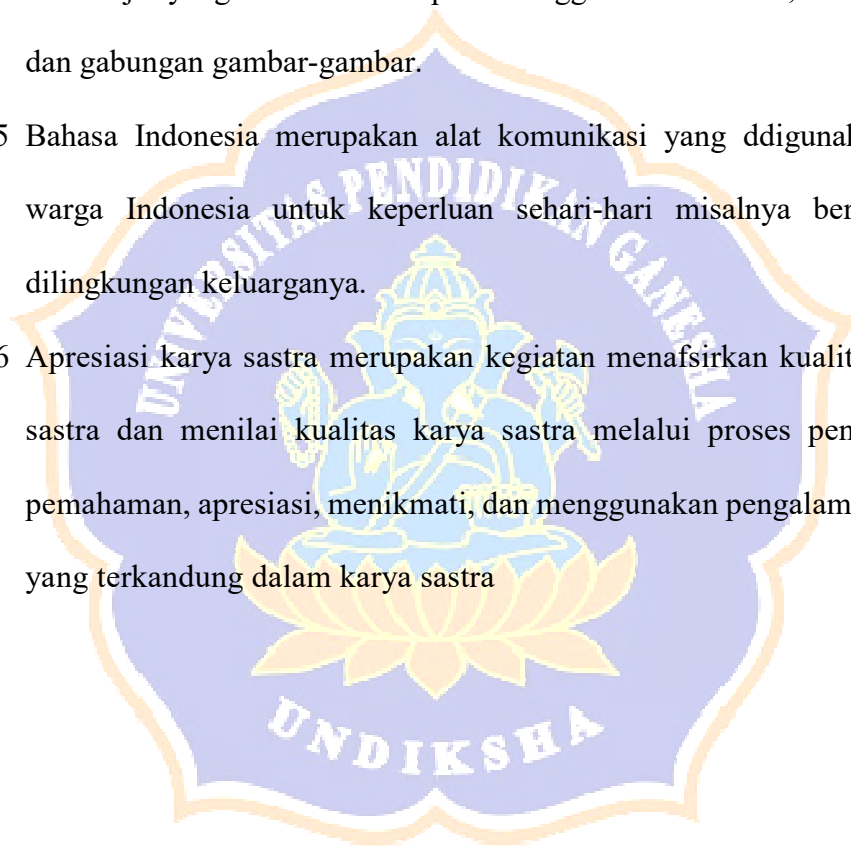 dan gabungan gambar-gambar.
5 Bahasa Indonesia merupakan alat komunikasi yang ddigunak
warga Indonesia untuk keperluan sehari-hari misalnya ber
dilingkungan keluarganya.
6 Apresiasi karya sastra merupakan kegiatan menafsirkan kualit
sastra dan menilai kualitas karya sastra melalui proses pen
pemahaman, apresiasi, menikmati, dan menggunakan pengalam
yang terkandung dalam karya sastra
UNIVERSITAS PENDIDIKAN GANESHA
UNDIKSHA